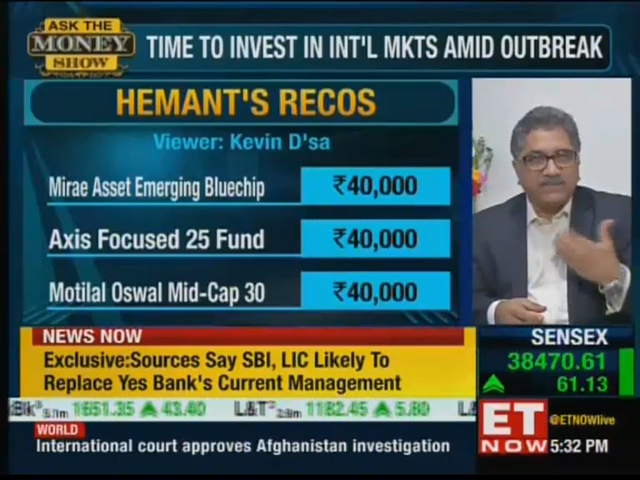 ASK THE
MONEY
SHOW
TIME TO INVEST IN INT'L MKTS AMID OUTBREAK
HEMANT'S RECOS
Viewer: Kevin D'sa
Mirae Asset Emerging Bluechip ₹40,000
Axis Focused 25 Fund ₹40,000
Motilal Oswal Mid-Cap 30 ₹40,000
NEWS NOW
Exclusive:Sources Say SBI, LIC Likely To
Replace Yes Bank's Current Management
SENSEX
38470.61
61.13
1651.35 43.40 L&T 1182.45 5.80
WORLD
International court approves Afghanistan investigation
ET
NOW
@ETNOWlive
5:32 PM